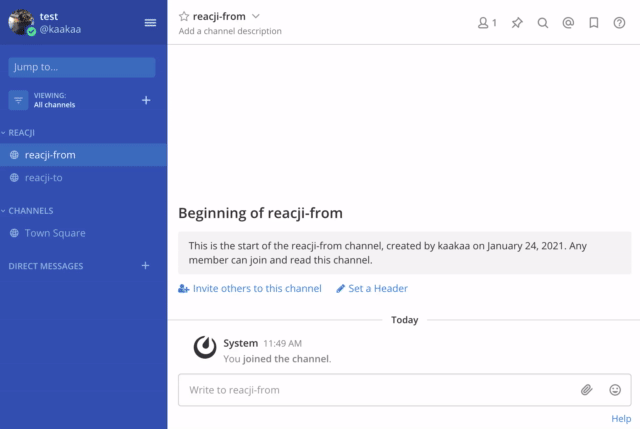 test
@kaakaa
Jump to...
VIEWING:
All channels
REACJI
reacji-from
reacji-to
CHANNELS
Town Square
DIRECT MESSAGES
reacji-from
Add a channel description
1
Beginning of reacji-from
This is the start of the reacji-from channel, created by kaakaa on January 24, 2021. Any
member can join and read this channel.
Invite others to this channel
Set a Header
Today
System 11:49 AM
You joined the channel.
Write to reacji-from
Help